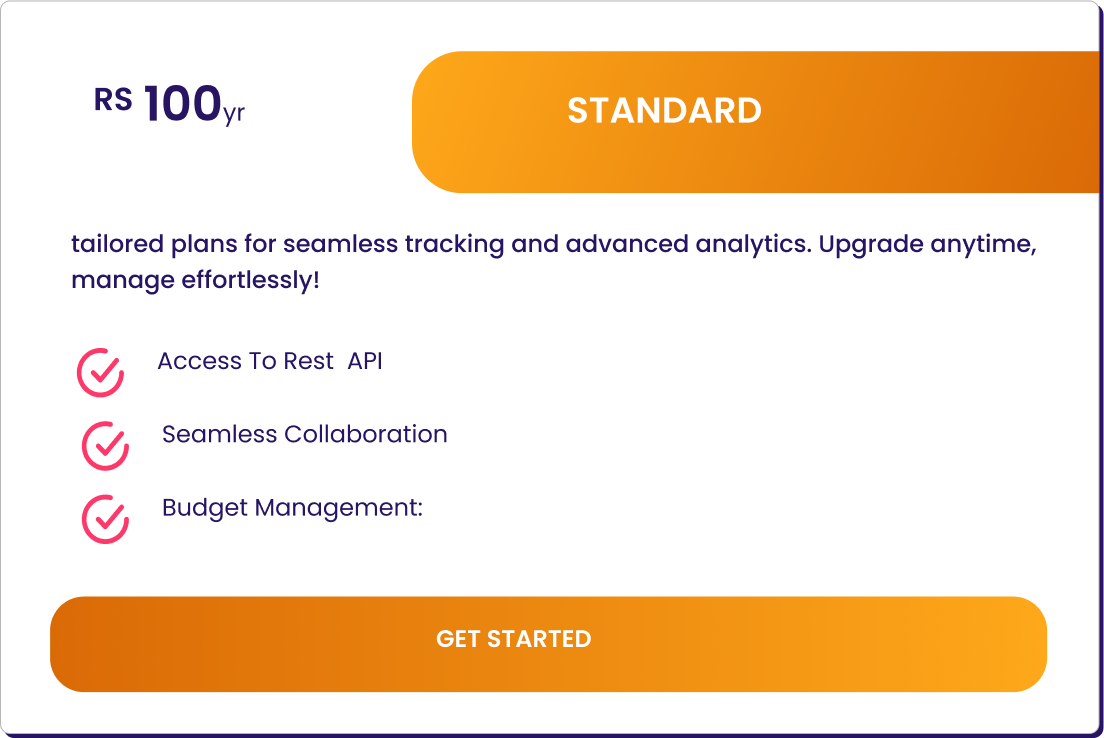 RS 100yr
STANDARD
tailored plans for seamless tracking and advanced analytics. Upgrade anytime,
manage effortlessly!
Access To Rest  API
Seamless Collaboration
Budget Management:
GET STARTED